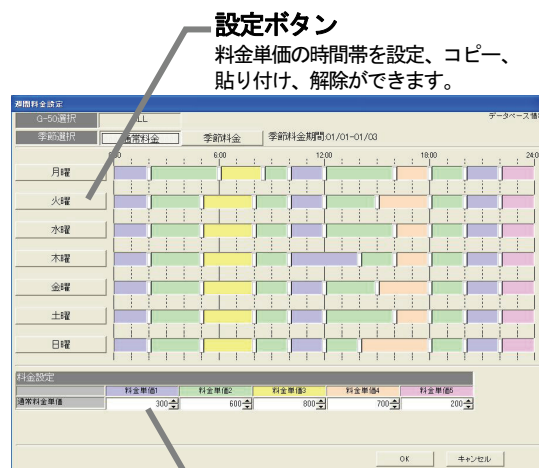 設定ボタン
料金単価の時間帯を設定、コピー、
貼り付け、解除ができます。
週間料金設定
G-50選択 LL データベース情
季節選択 通常料金 季節料金 季節料金期間:01/01-01/03
6:00 12:00 18:00 24:0
月曜
火曜
水曜
木曜
金曜
土曜
日曜
料金設定
料金単価1 料金単価2 料金単価3 料金単価4 料金単価5
通常料金単価 300 600 800 700 200
OK キャンセル